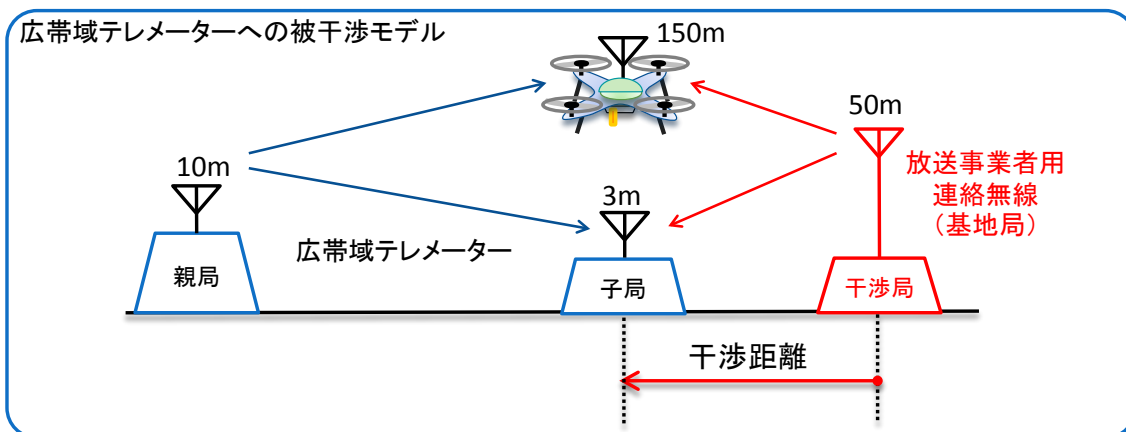 広帯域テレメーターへの被干渉モデル
150m
50m
10m
3m
放送事業者用
連絡無線
（基地局）
広帯域テレメーター
親局
子局
干渉局
干渉距離